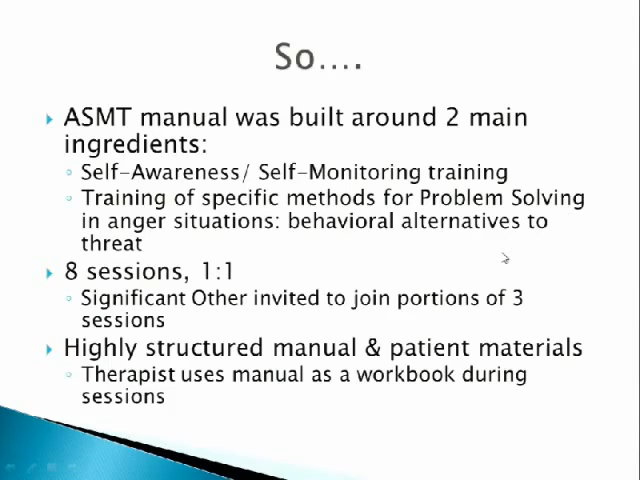 So....
ASMT manual was built around 2 main
ingredients:
Self-Awareness/ Self-Monitoring training
Training of specific methods for Problem Solving
in anger situations: behavioral alternatives to
threat
8 sessions, 1:1
Significant Other invited to join portions of 3
sessions
Highly structured manual & patient materials
Therapist uses manual as a workbook during
sessions